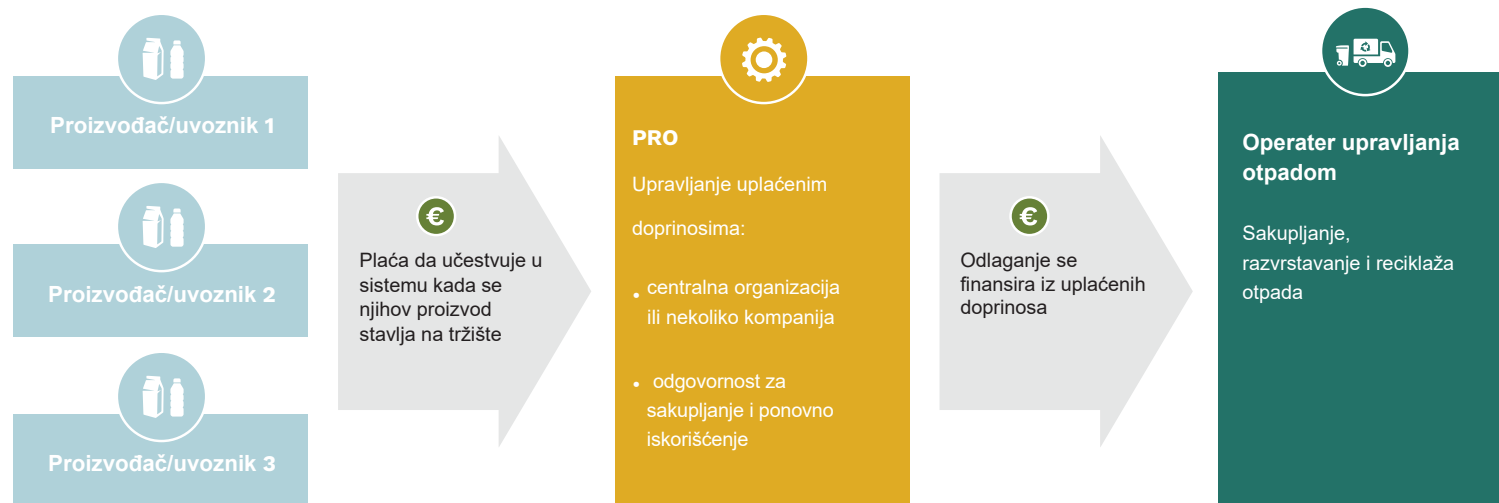 Proizvođač/uvoznik 1
Proizvođač/uvoznik 2
Proizvođač/uvoznik 3
€
Plaća da učestvuje u
sistemu kada se
njihov proizvod
stavlja na tržište
PRO
Upravljanje uplaćenim
doprinosima:
• centralna organizacija
ili nekoliko kompanija
• odgovornost za
sakupljanje i ponovno
iskorišćenje
€
Odlaganje se
finansira iz uplaćenih
doprinosa
Operater upravljanja
otpadom
Sakupljanje,
razvrstavanje i reciklaža
otpada